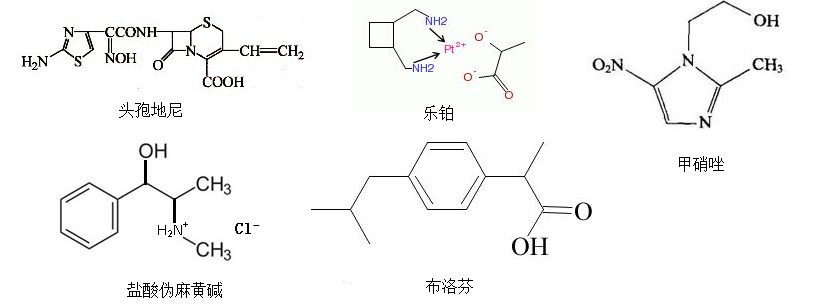 N S CONH S
H₂N S NOH O N CH=CH₂
COOH
头孢地尼
NH2 O⁻
Pt²⁺
NH2 O⁻
O
乐铂
OH
O₂N N CH₃
N
甲硝唑
OH
CH₃
H₂N⁺ Cl⁻
CH₃
盐酸伪麻黄碱
O
OH
布洛芬